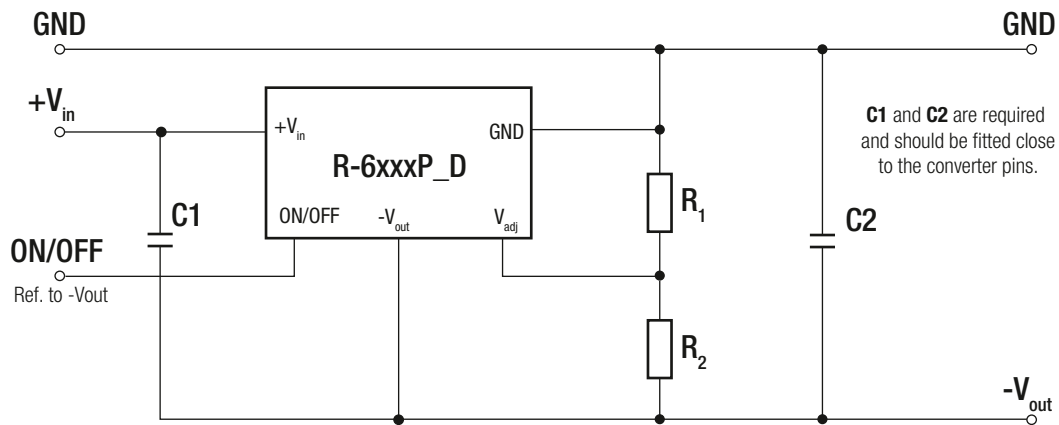 GND
GND
+Vin
+Vin
GND
R-6xxxP_D
C1 and C2 are required
and should be fitted close
to the converter pins.
ON/OFF
-Vout
Vadj
C1
R1
C2
ON/OFF
Ref. to -Vout
R2
-Vout